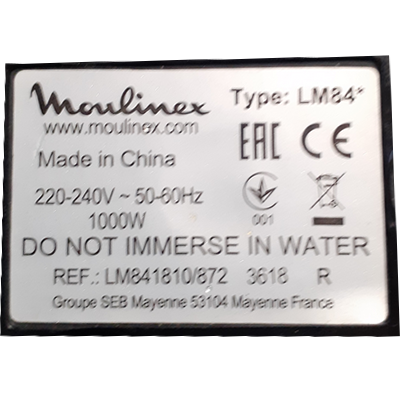 Moulinex Type: LM84*
www.moulinex.com EAC CE
Made in China
220-240V ~ 50-60Hz
1000W 001
DO NOT IMMERSE IN WATER
REF.: LM841810/872 3618 R
Groupe SEB Mayenne 53104 Mayenne France